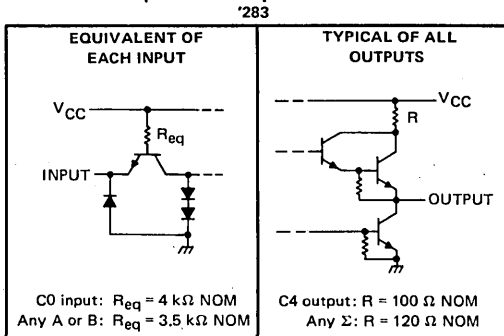 '283
EQUIVALENT OF
EACH INPUT
VCC
Req
INPUT
C0 input: Req = 4 kΩ NOM
Any A or B: Req = 3.5 kΩ NOM
TYPICAL OF ALL
OUTPUTS
VCC
R
OUTPUT
C4 output: R = 100 Ω NOM
Any Σ: R = 120 Ω NOM